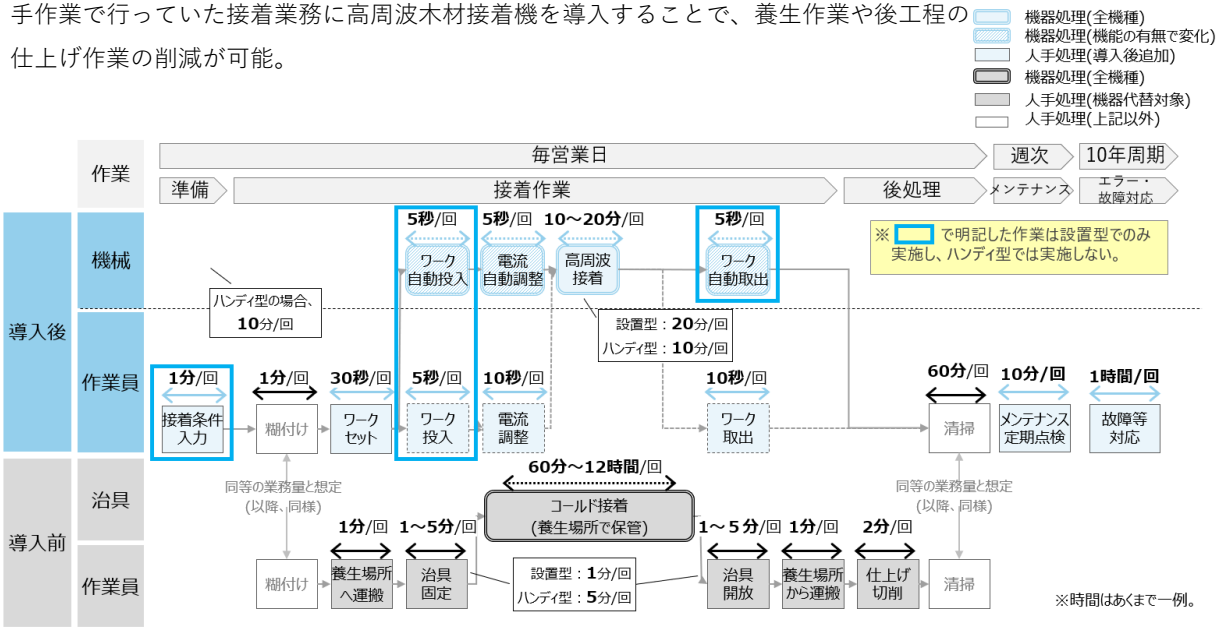 手作業で行っていた接着業務に高周波木材接着機を導入することで、養生作業や後工程の
仕上げ作業の削減が可能。
機器処理(全機種)
機器処理(機能の有無で変化)
人手処理(導入後追加)
機器処理(全機種)
人手処理(機器代替対象)
人手処理(上記以外)
作業
毎営業日
週次
10年周期
準備
接着作業
後処理
メンテナンス
エラー・
故障対応
導入後
機械
5秒/回
5秒/回
10～20分/回
5秒/回
ワーク
自動投入
電流
自動調整
高周波
接着
ワーク
自動取出
※ で明記した作業は設置型でのみ
実施し、ハンディ型では実施しない。
ハンディ型の場合、
10分/回
設置型：20分/回
ハンディ型：10分/回
作業員
1分/回
1分/回
30秒/回
5秒/回
10秒/回
10秒/回
60分/回
10分/回
1時間/回
接着条件
入力
糊付け
ワーク
セット
ワーク
投入
電流
調整
ワーク
取出
清掃
メンテナンス
定期点検
故障等
対応
導入前
治具
同等の業務量と想定
(以降、同様)
60分～12時間/回
コールド接着
(養生場所で保管)
同等の業務量と想定
(以降、同様)
作業員
1分/回
1～5分/回
1～５分/回
1分/回
2分/回
糊付け
養生場所
へ運搬
治具
固定
設置型：1分/回
ハンディ型：5分/回
治具
開放
養生場所
から運搬
仕上げ
切削
清掃
※時間はあくまで一例。